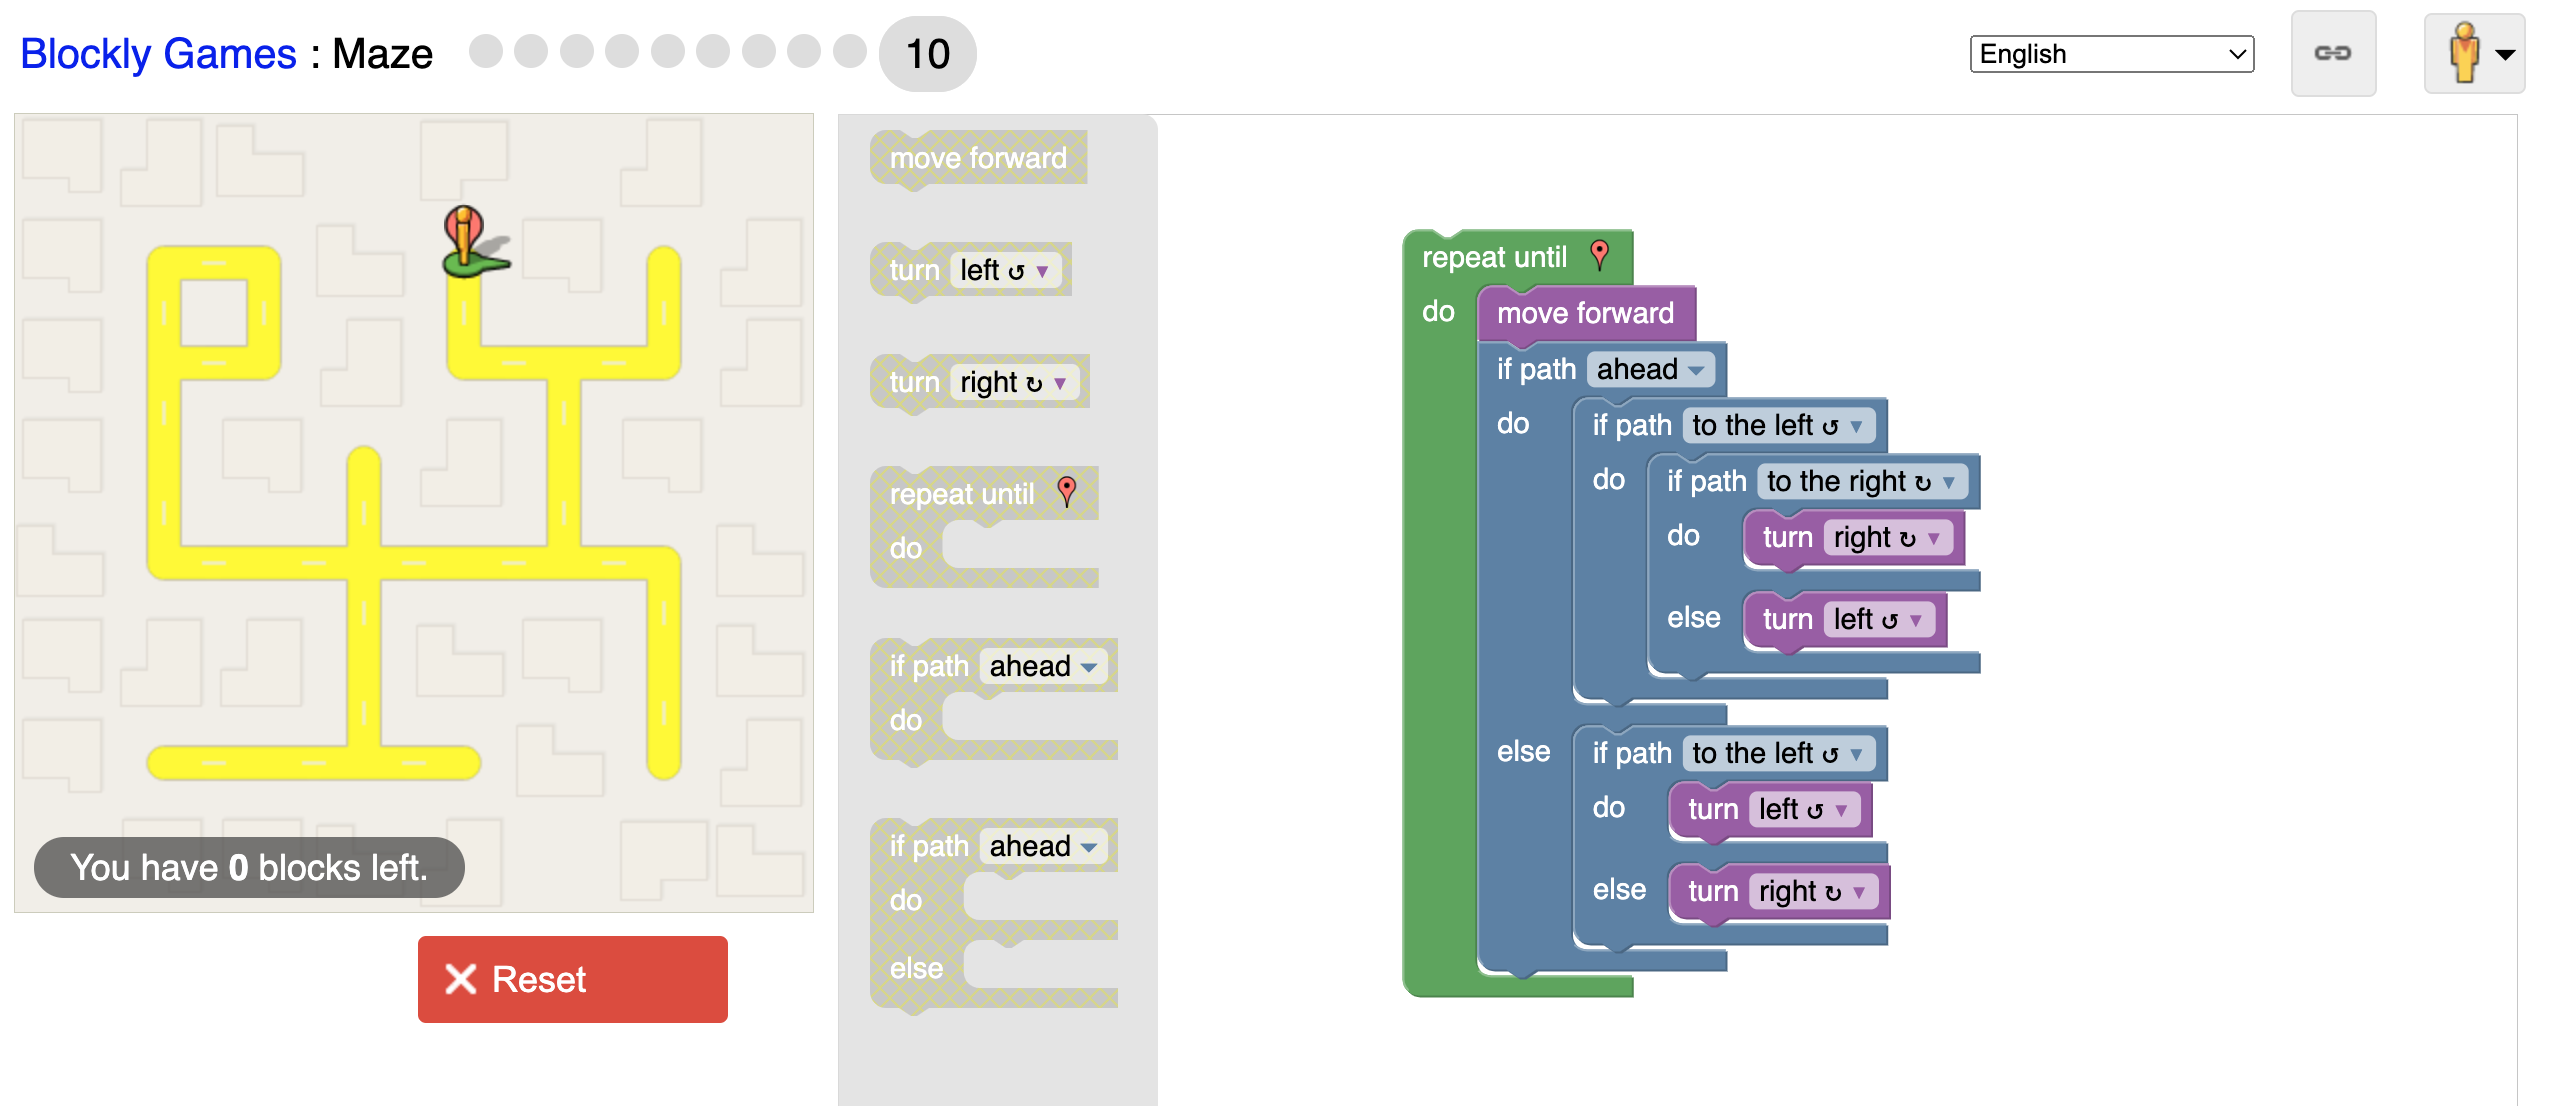 Blockly Games : Maze 10
English
move forward
turn left ↺ ▾
turn right ↻ ▾
repeat until
do
if path ahead
do
if path ahead
do
else
repeat until
do move forward
if path ahead
do if path to the left ↺ ▾
do if path to the right ↻ ▾
do turn right ↻ ▾
else turn left ↺ ▾
else if path to the left ↺ ▾
do turn left ↺ ▾
else turn right ↻ ▾
You have 0 blocks left.
Reset